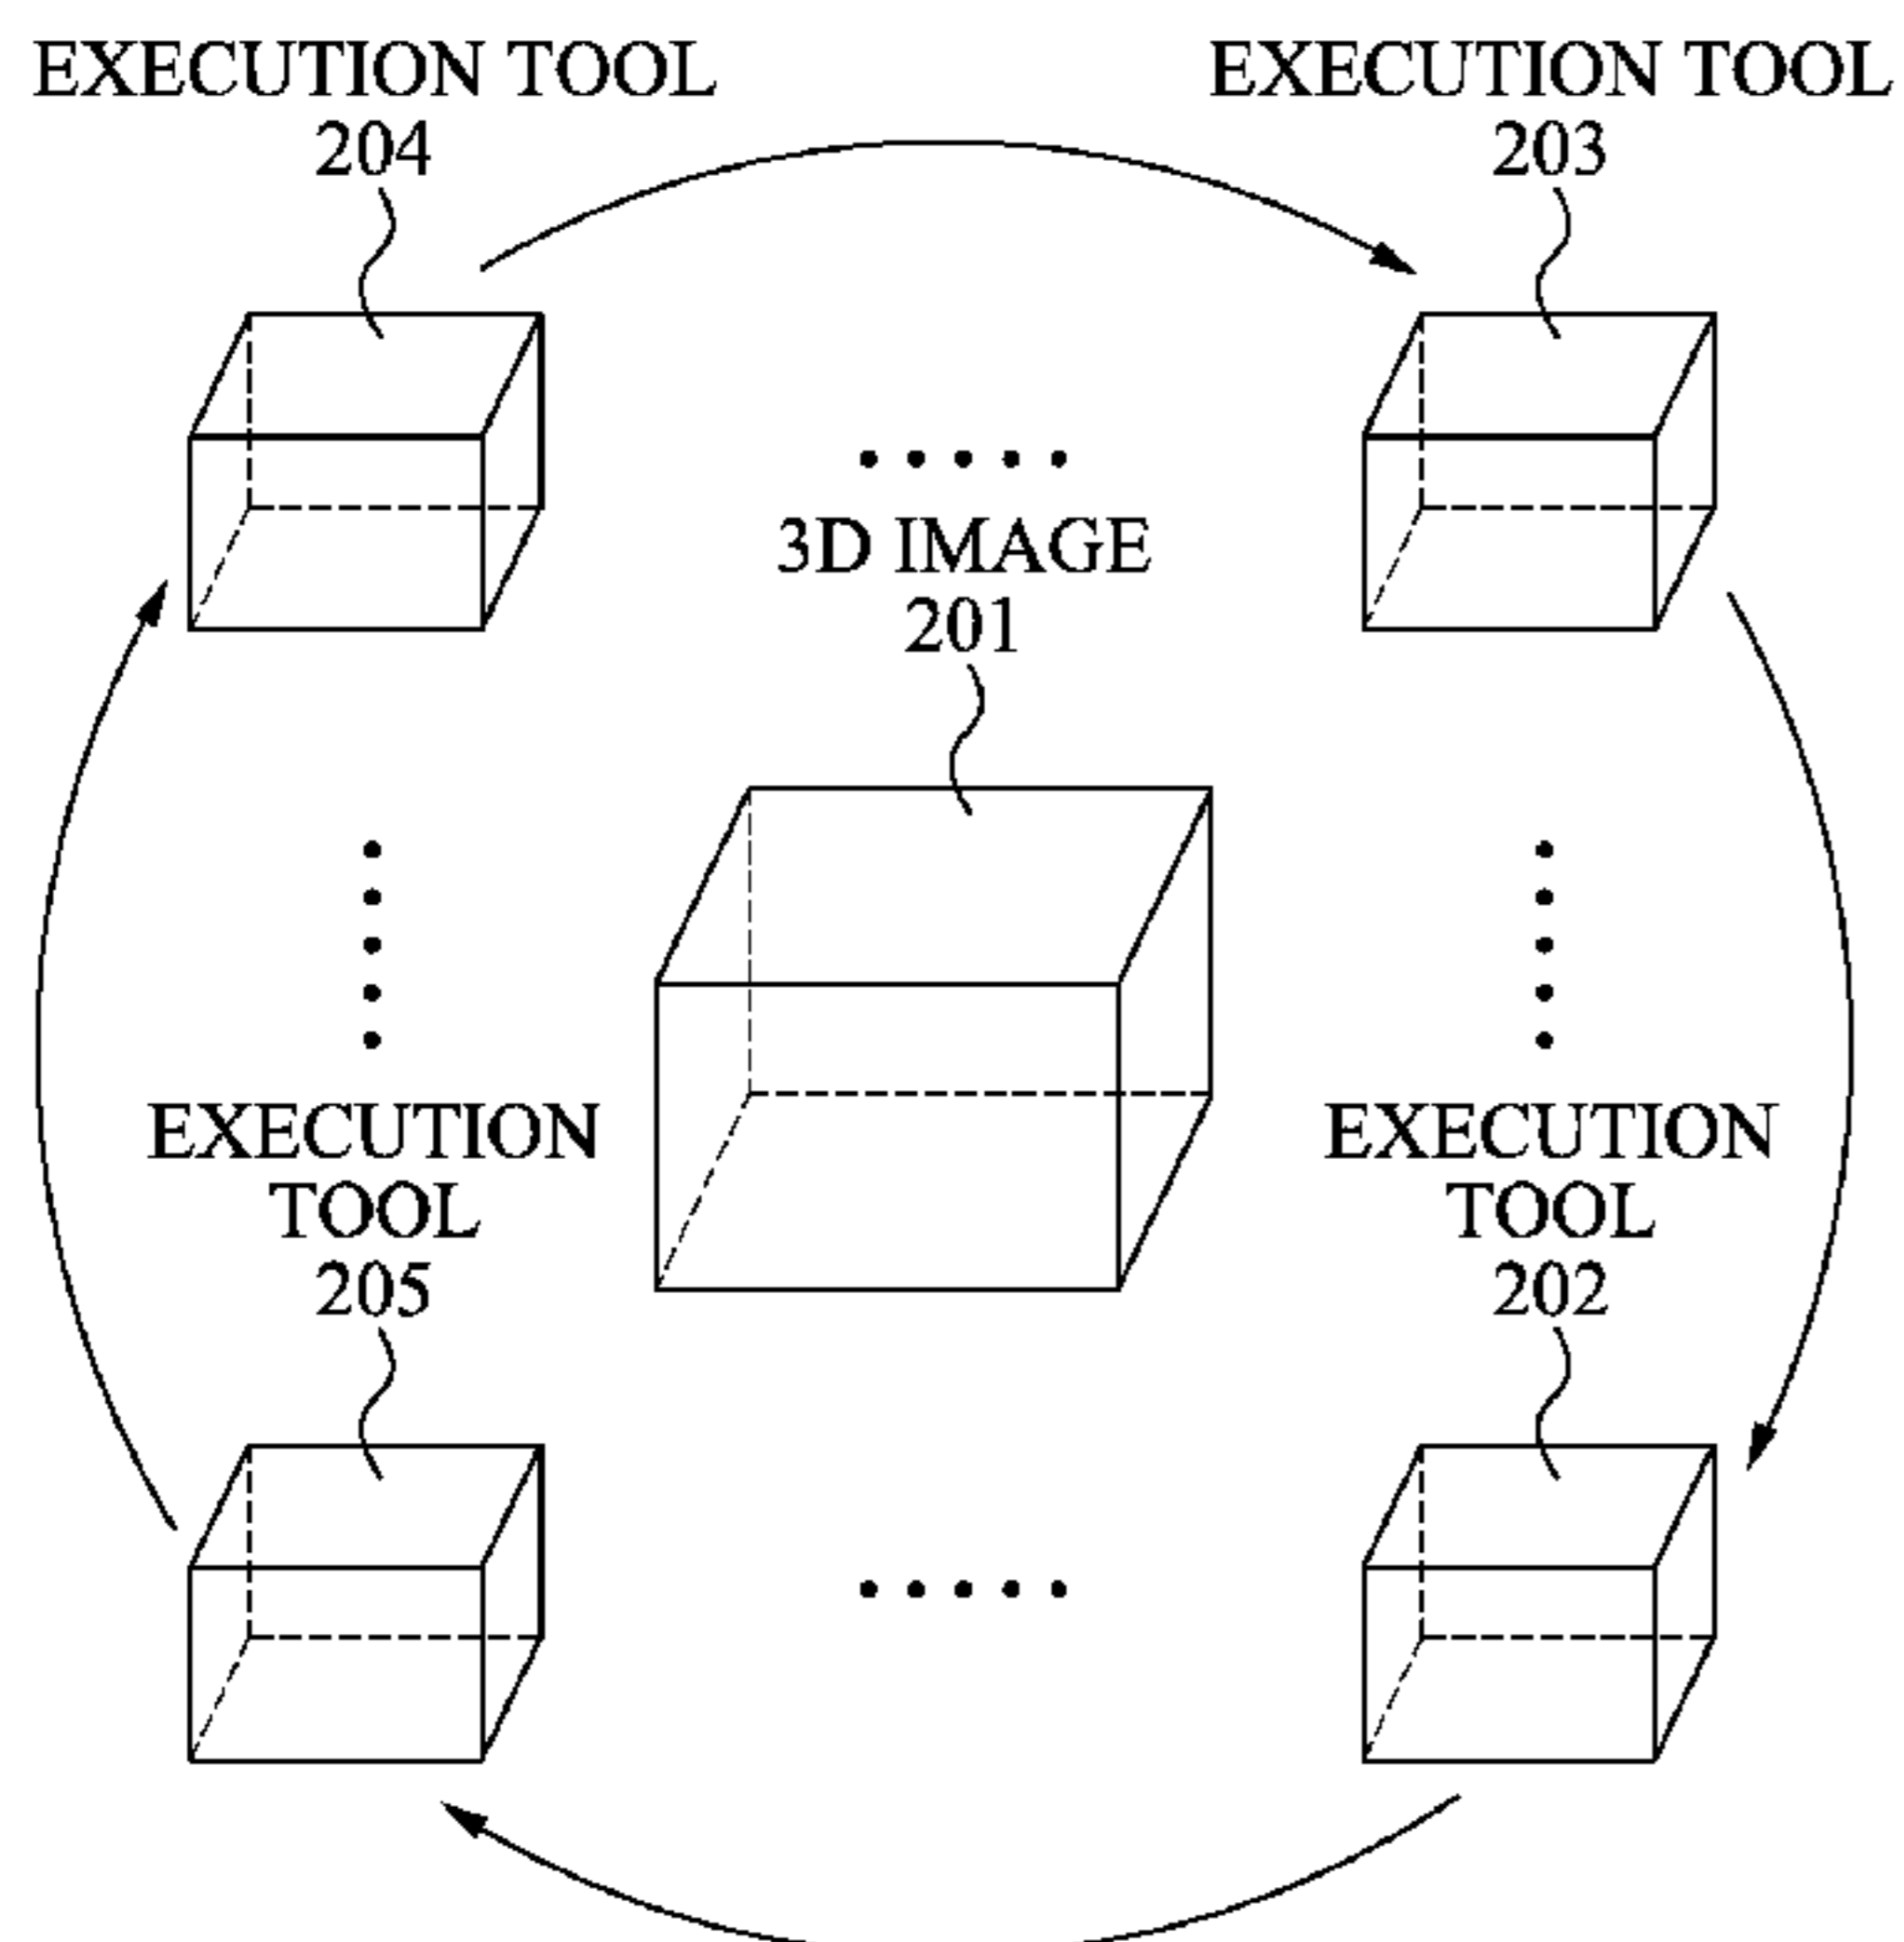 EXECUTION TOOL
204
EXECUTION TOOL
203
3D IMAGE
201
EXECUTION
TOOL
205
EXECUTION
TOOL
202